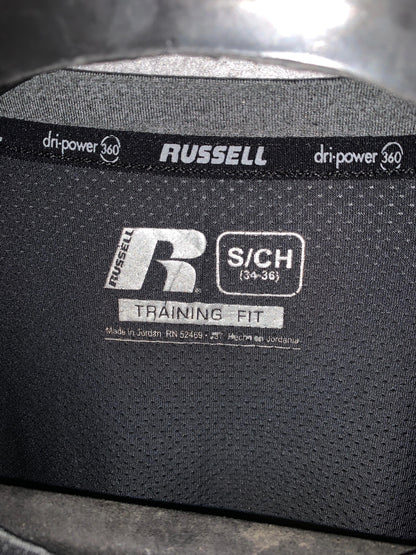 dri-power 360 RUSSELL dri-power 360
RUSSELL R ®
S/CH
(34-36)
TRAINING FIT
Made in Jordan RN 52469 • Hecho en Jordania